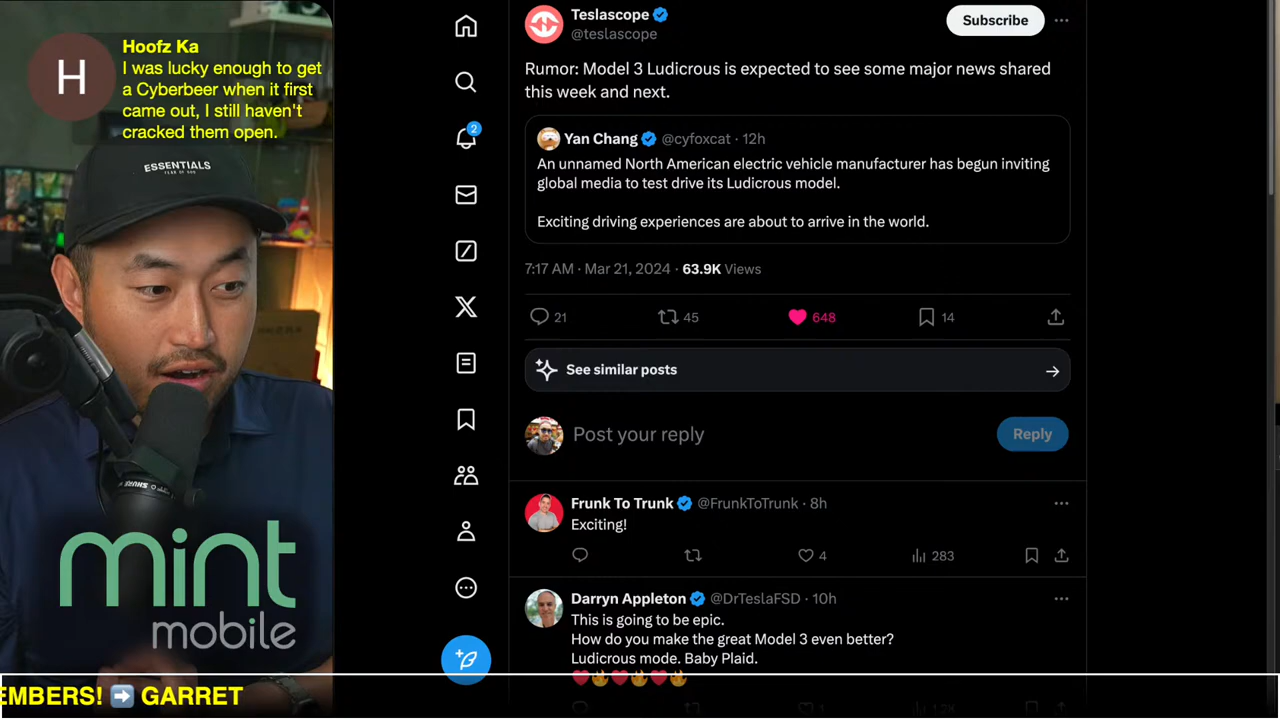 Hoofz Ka
I was lucky enough to get
a Cyberbeer when it first
came out, I still haven't
cracked them open.
H
ESSENTIALS
FEAR OF GOD
SHURE
mint
mobile
EMBERS! ➡️ GARRET
2
Teslascope
@teslascope
Subscribe
Rumor: Model 3 Ludicrous is expected to see some major news shared
this week and next.
Yan Chang @cyfoxcat · 12h
An unnamed North American electric vehicle manufacturer has begun inviting
global media to test drive its Ludicrous model.
Exciting driving experiences are about to arrive in the world.
7:17 AM · Mar 21, 2024 · 63.9K Views
21 45 648 14
See similar posts
Post your reply
Reply
Frunk To Trunk @FrunkToTrunk · 8h
Exciting!
4 283
Darryn Appleton @DrTeslaFSD · 10h
This is going to be epic.
How do you make the great Model 3 even better?
Ludicrous mode. Baby Plaid.
❤️🔥❤️🔥❤️🔥